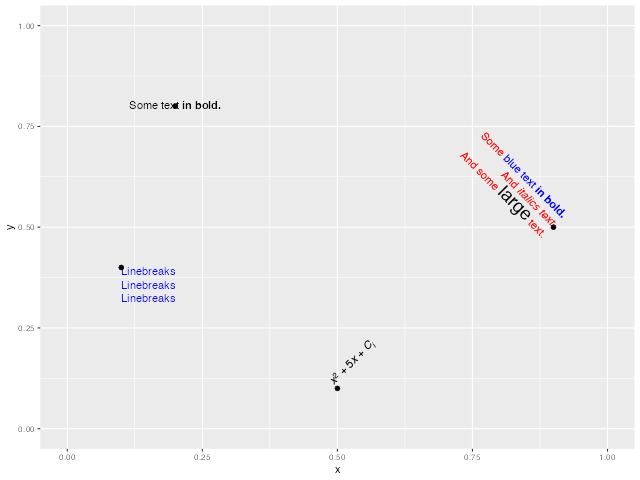 1.00
Some text in bold.
0.75
Some blue text in bold.
And italics text.
And some large text.
y
0.50
Linebreaks
Linebreaks
Linebreaks
0.25
x² + 5x + Cᵢ
0.00
0.00 0.25 0.50 0.75 1.00
x